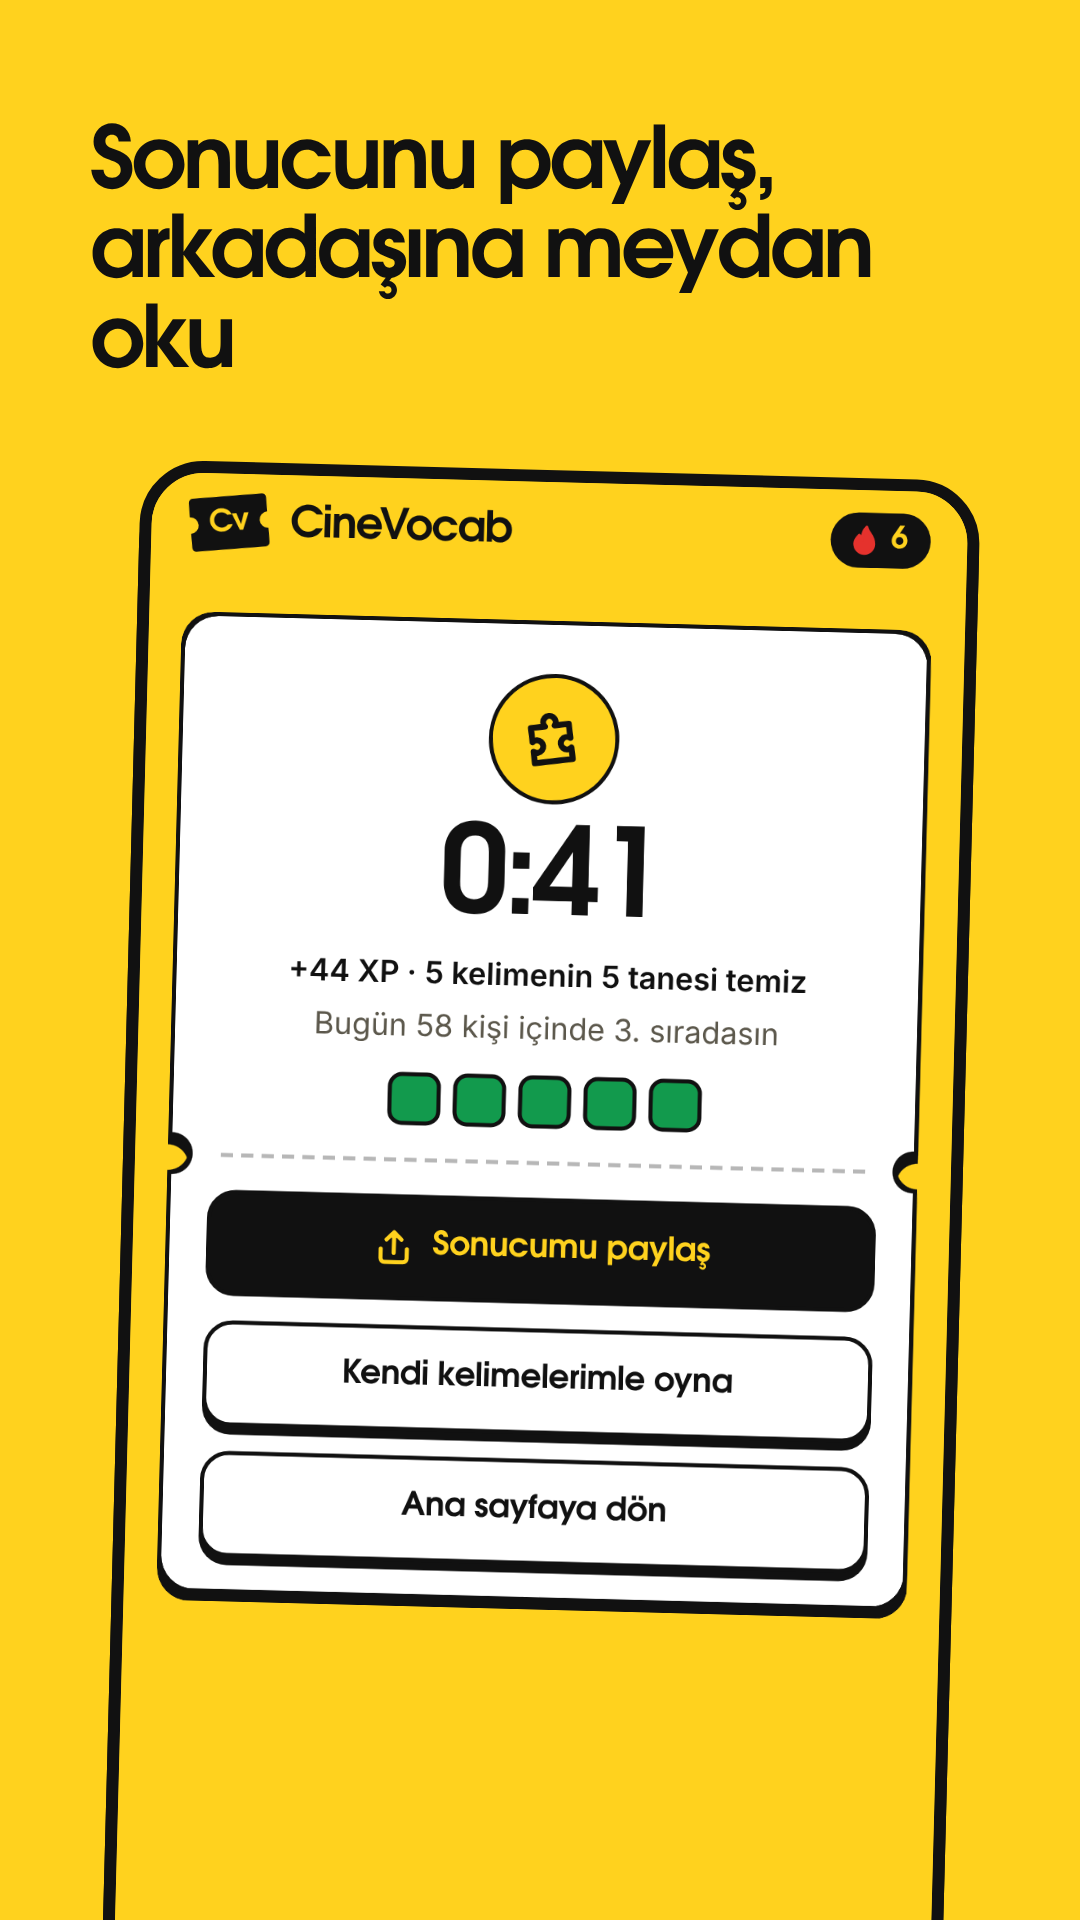 Sonucunu paylaş,
arkadaşına meydan
oku
Cv CineVocab 6
0:41
+44 XP · 5 kelimenin 5 tanesi temiz
Bugün 58 kişi içinde 3. sıradasın
Sonucumu paylaş
Kendi kelimelerimle oyna
Ana sayfaya dön